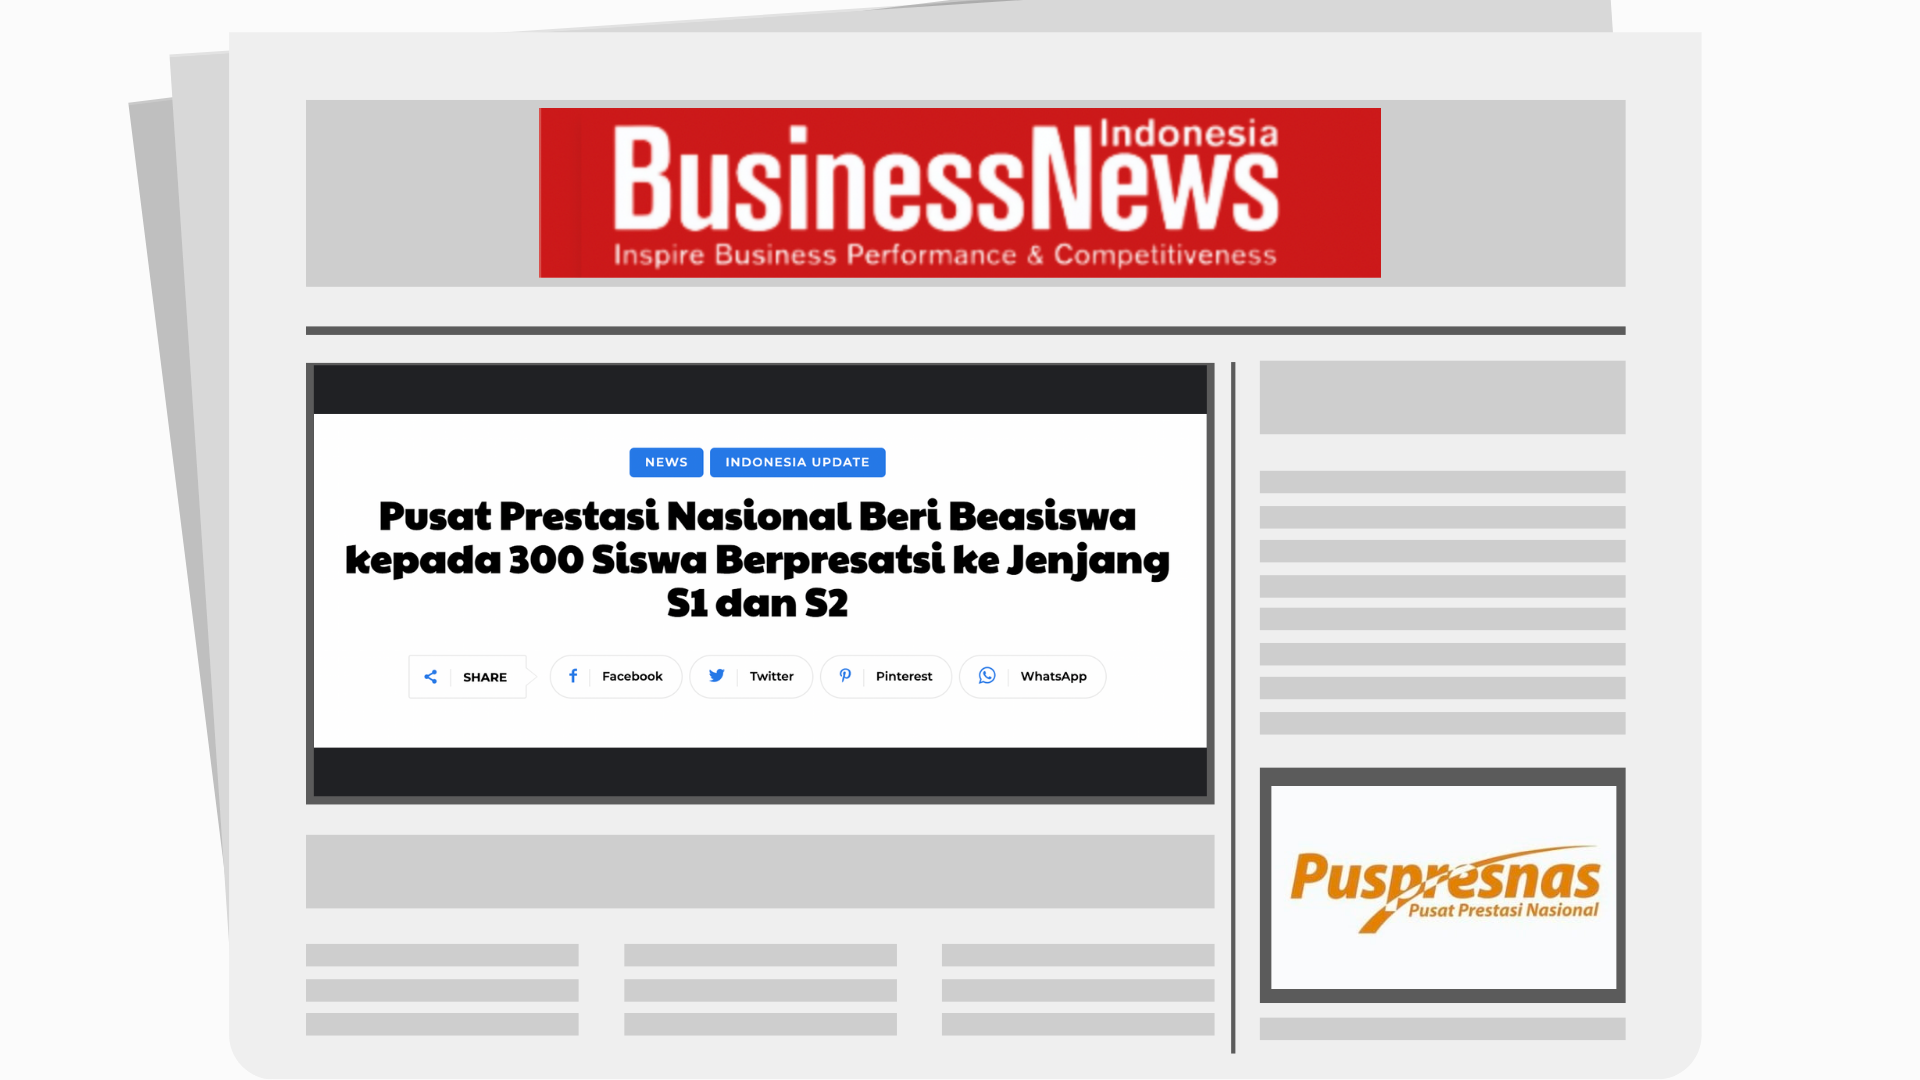 Indonesia
BusinessNews
Inspire Business Performance & Competitiveness
NEWS
INDONESIA UPDATE
Pusat Prestasi Nasional Beri Beasiswa
kepada 300 Siswa Berpresatsi ke Jenjang
S1 dan S2
SHARE
Facebook
Twitter
Pinterest
WhatsApp
Puspresnas
Pusat Prestasi Nasional